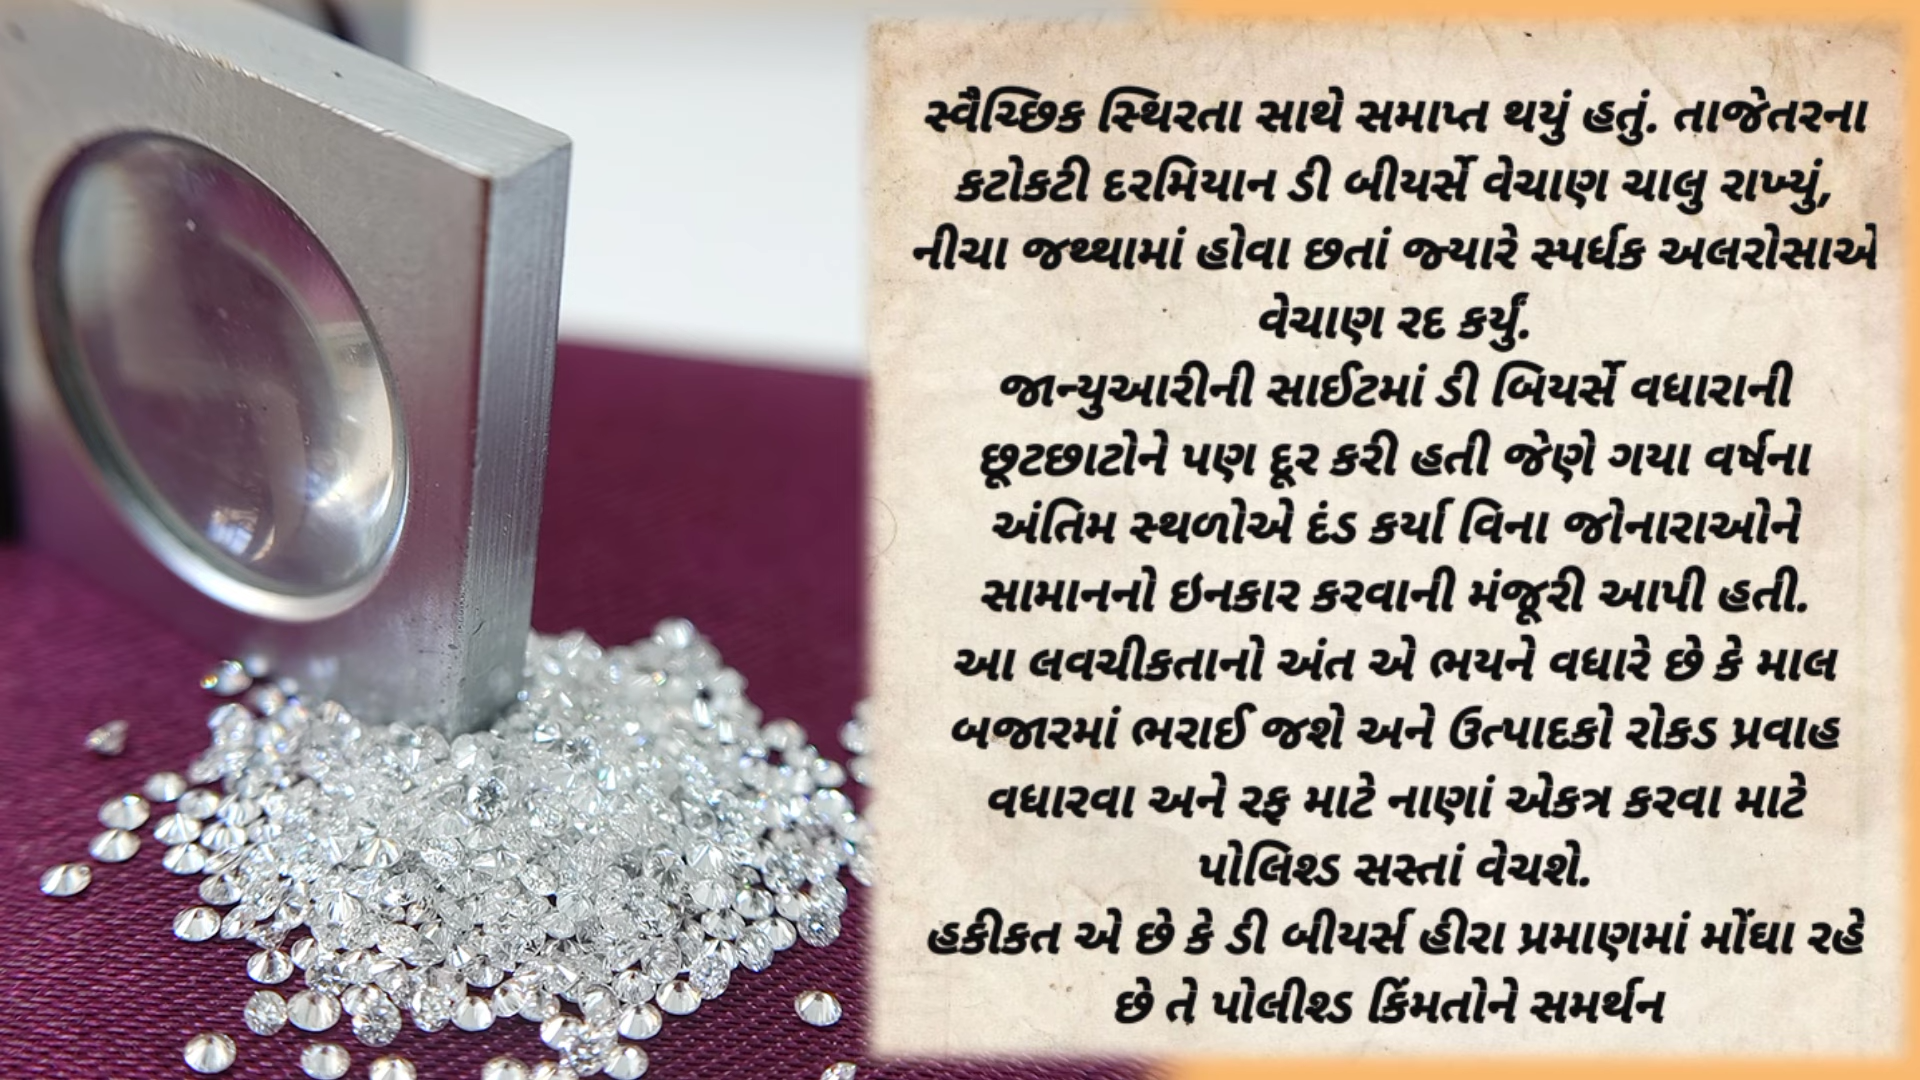 સ્વૈચ્છિક સ્થિરતા સાથે સમાપ્ત થયું હતું. તાજેતરના
કટોકટી દરમિયાન ડી બીયર્સે વેચાણ ચાલુ રાખ્યું,
નીચા જથ્થામાં હોવા છતાં જ્યારે સ્પર્ધક અલરોસાએ
વેચાણ રદ કર્યું.
જાન્યુઆરીની સાઈટમાં ડી બિયર્સે વધારાની
છૂટછાટોને પણ દૂર કરી હતી જેણે ગયા વર્ષના
અંતિમ સ્થળોએ દંડ કર્યા વિના જોનારાઓને
સામાનનો ઇનકાર કરવાની મંજૂરી આપી હતી.
આ લવચીકતાનો અંત એ ભયને વધારે છે કે માલ
બજારમાં ભરાઈ જશે અને ઉત્પાદકો રોકડ પ્રવાહ
વધારવા અને રફ માટે નાણાં એકત્ર કરવા માટે
પોલિશ્ડ સસ્તાં વેચશે.
હકીકત એ છે કે ડી બીયર્સ હીરા પ્રમાણમાં મોંઘા રહે
છે તે પોલીશ્ડ કિંમતોને સમર્થન